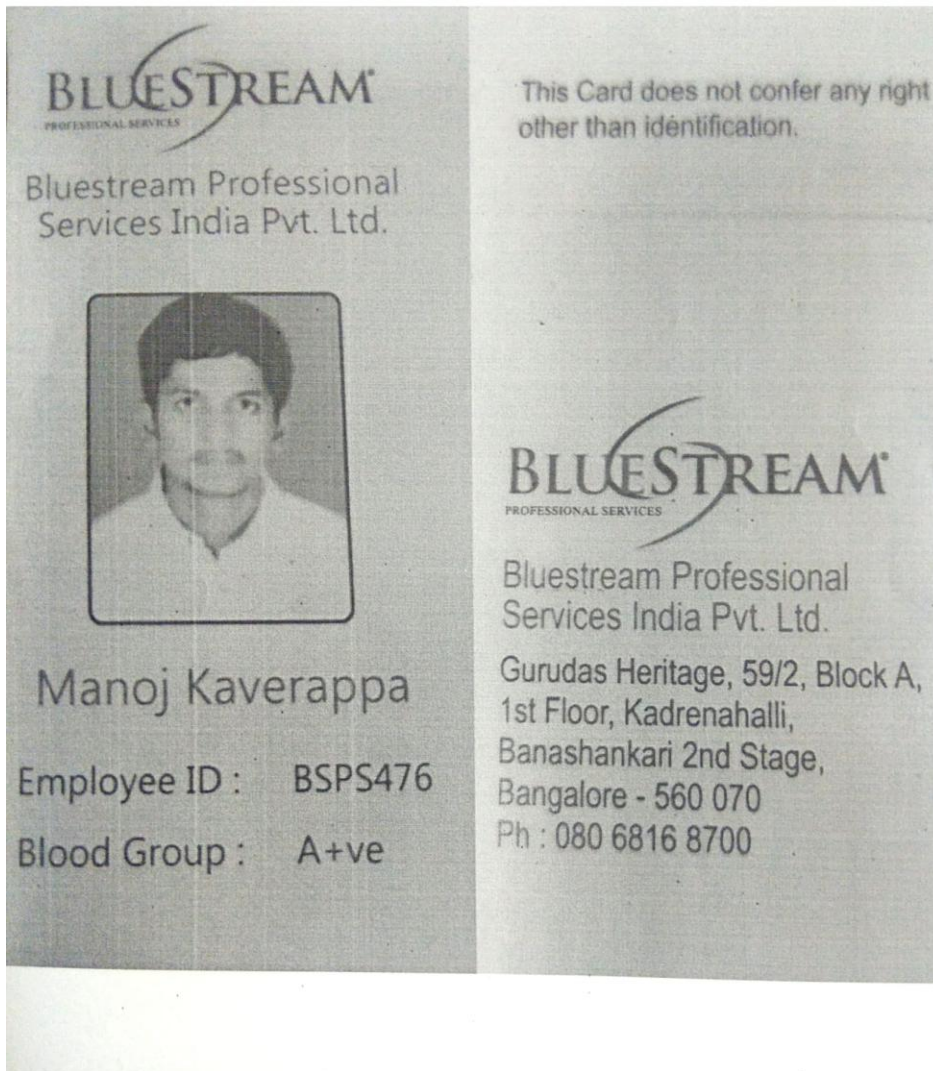 BLUESTREAM
PROFESSIONAL SERVICES
Bluestream Professional
Services India Pvt. Ltd.
Manoj Kaverappa
Employee ID : BSPS476
Blood Group : A+ve
This Card does not confer any right
other than identification.
BLUESTREAM
PROFESSIONAL SERVICES
Bluestream Professional
Services India Pvt. Ltd.
Gurudas Heritage, 59/2, Block A,
1st Floor, Kadrenahalli,
Banashankari 2nd Stage,
Bangalore - 560 070
Ph : 080 6816 8700